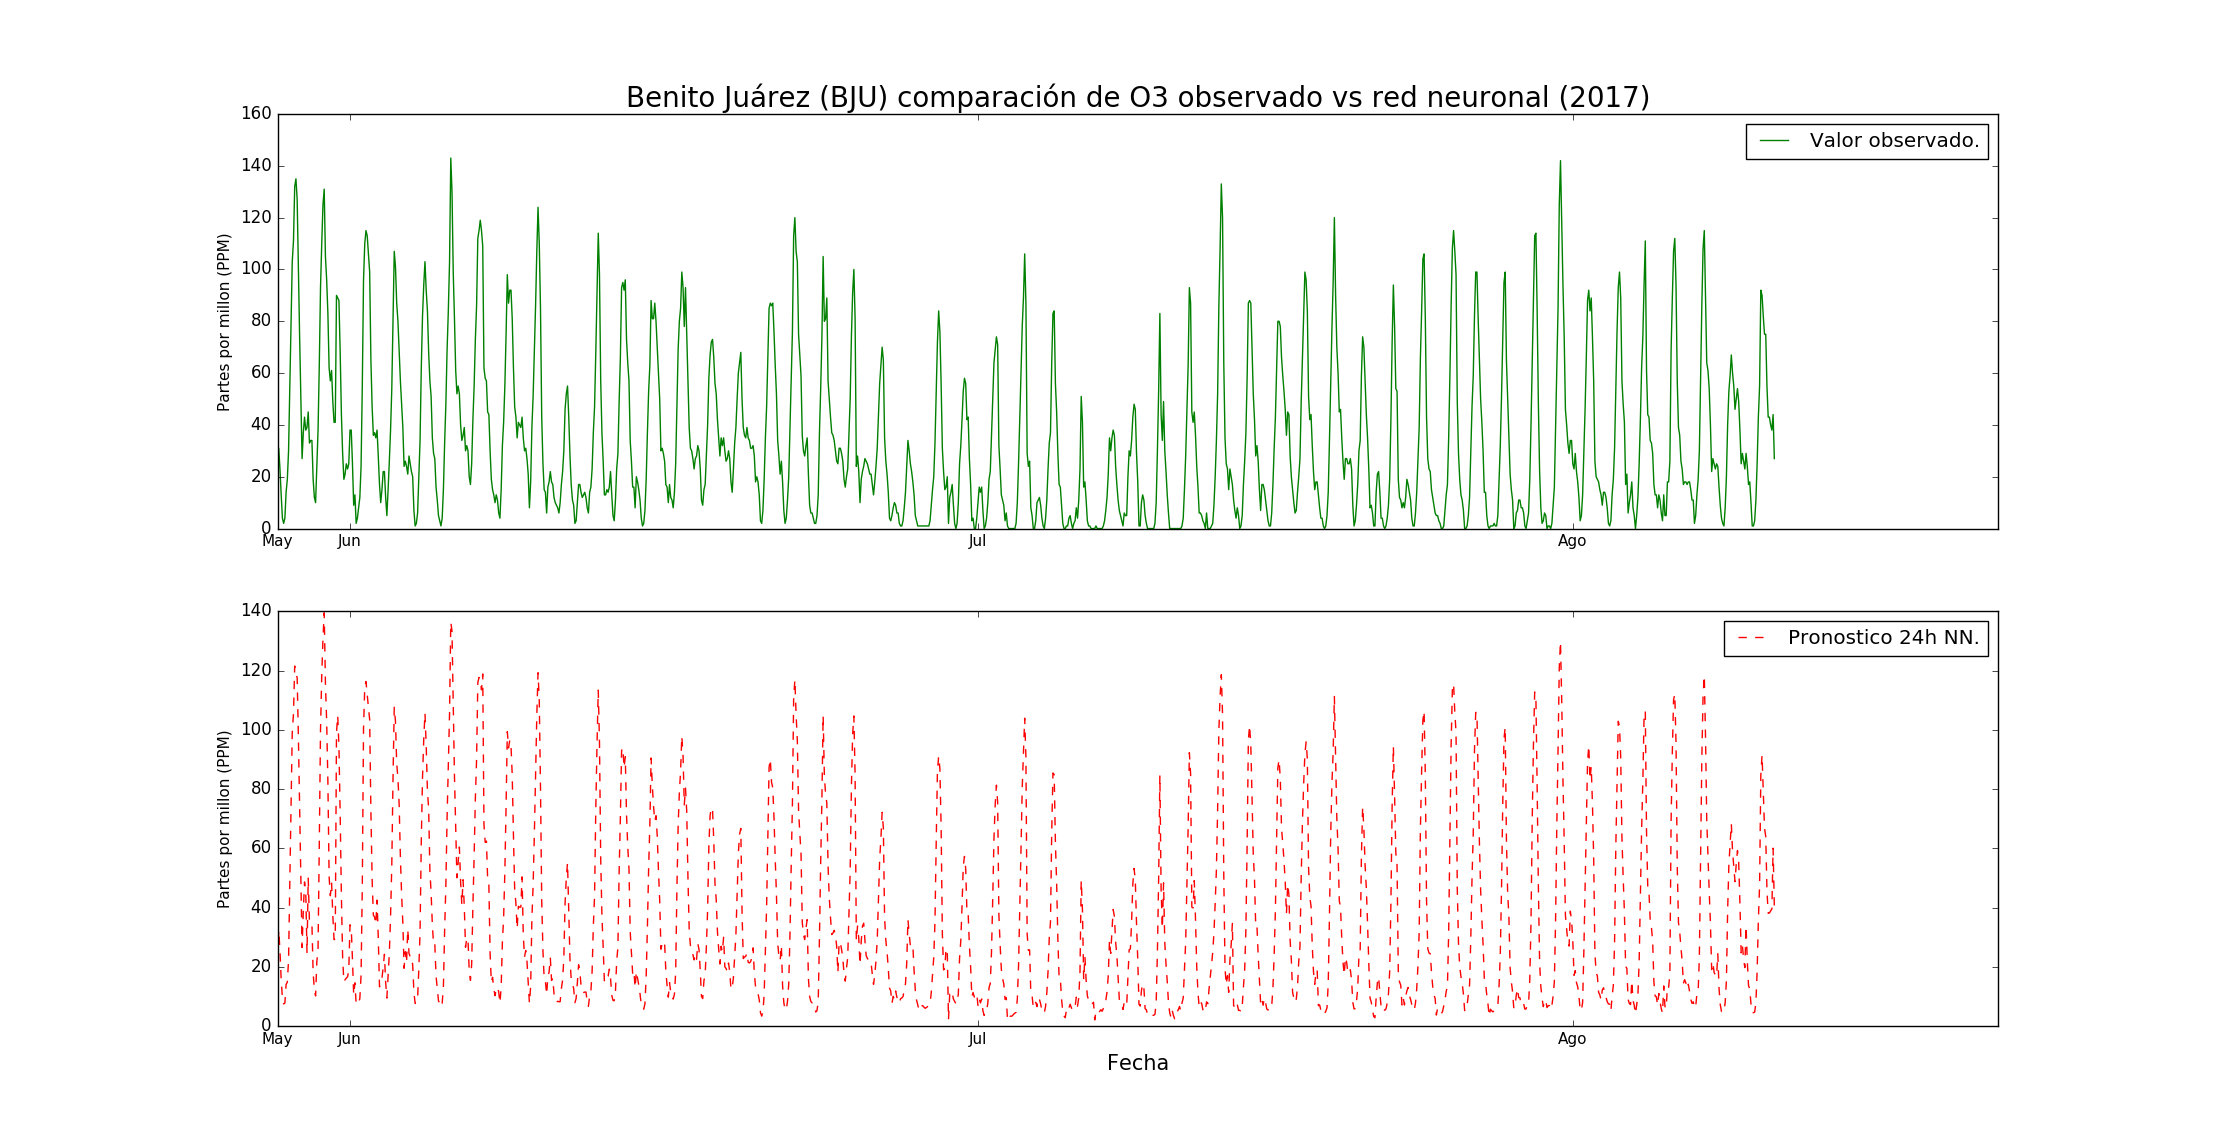 Benito Juárez (BJU) comparación de O3 observado vs red neuronal (2017)
160
140
120
100
80
60
40
20
0
Partes por millon (PPM)
Valor observado.
May Jun Jul Ago
140
120
100
80
60
40
20
0
Partes por millon (PPM)
Pronostico 24h NN.
May Jun Jul Ago
Fecha